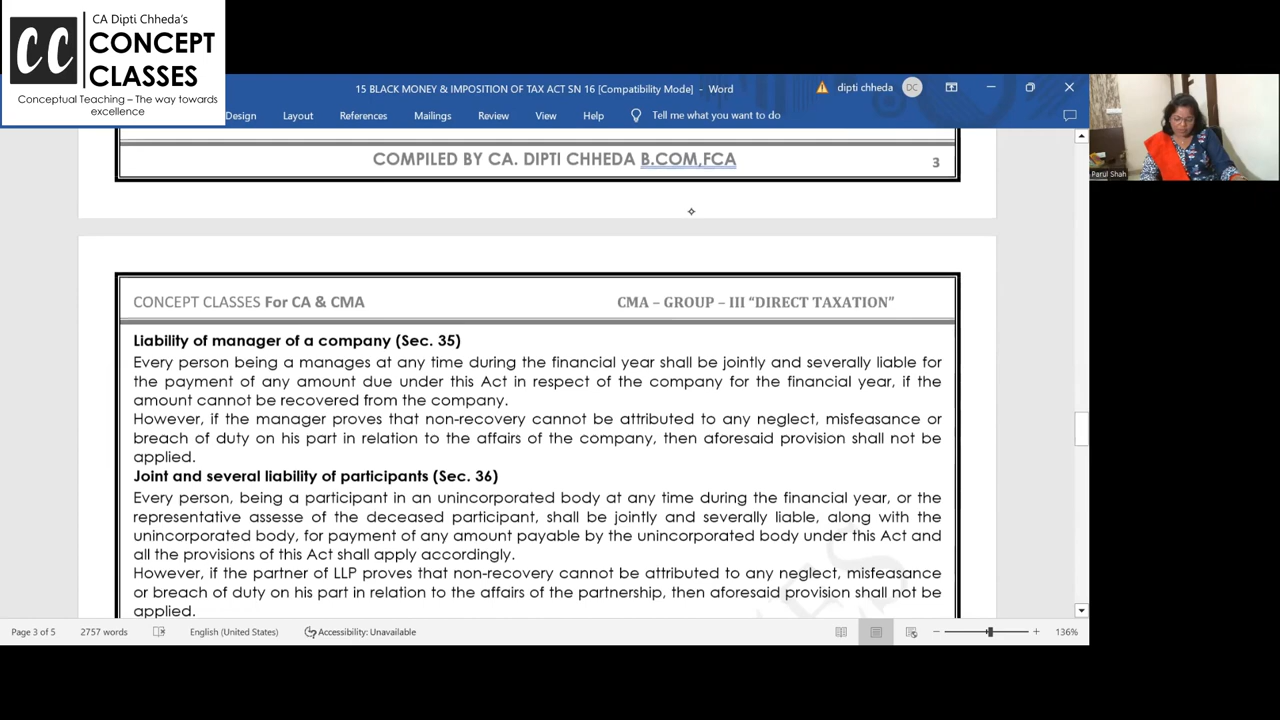 CA Dipti Chheda's
CONCEPT
CLASSES
CC
Conceptual Teaching – The way towards
excellence
15 BLACK MONEY & IMPOSITION OF TAX ACT SN 16 [Compatibility Mode] - Word
dipti chheda
DC
Design
Layout
References
Mailings
Review
View
Help
Tell me what you want to do
Parul Shah
COMPILED BY CA. DIPTI CHHEDA B.COM,FCA
3
CONCEPT CLASSES For CA & CMA
CMA – GROUP – III "DIRECT TAXATION"
Liability of manager of a company (Sec. 35)
Every person being a manages at any time during the financial year shall be jointly and severally liable for
the payment of any amount due under this Act in respect of the company for the financial year, if the
amount cannot be recovered from the company.
However, if the manager proves that non-recovery cannot be attributed to any neglect, misfeasance or
breach of duty on his part in relation to the affairs of the company, then aforesaid provision shall not be
applied.
Joint and several liability of participants (Sec. 36)
Every person, being a participant in an unincorporated body at any time during the financial year, or the
representative assesse of the deceased participant, shall be jointly and severally liable, along with the
unincorporated body, for payment of any amount payable by the unincorporated body under this Act and
all the provisions of this Act shall apply accordingly.
However, if the partner of LLP proves that non-recovery cannot be attributed to any neglect, misfeasance
or breach of duty on his part in relation to the affairs of the partnership, then aforesaid provision shall not be
applied.
Page 3 of 5
2757 words
English (United States)
Accessibility: Unavailable
136%